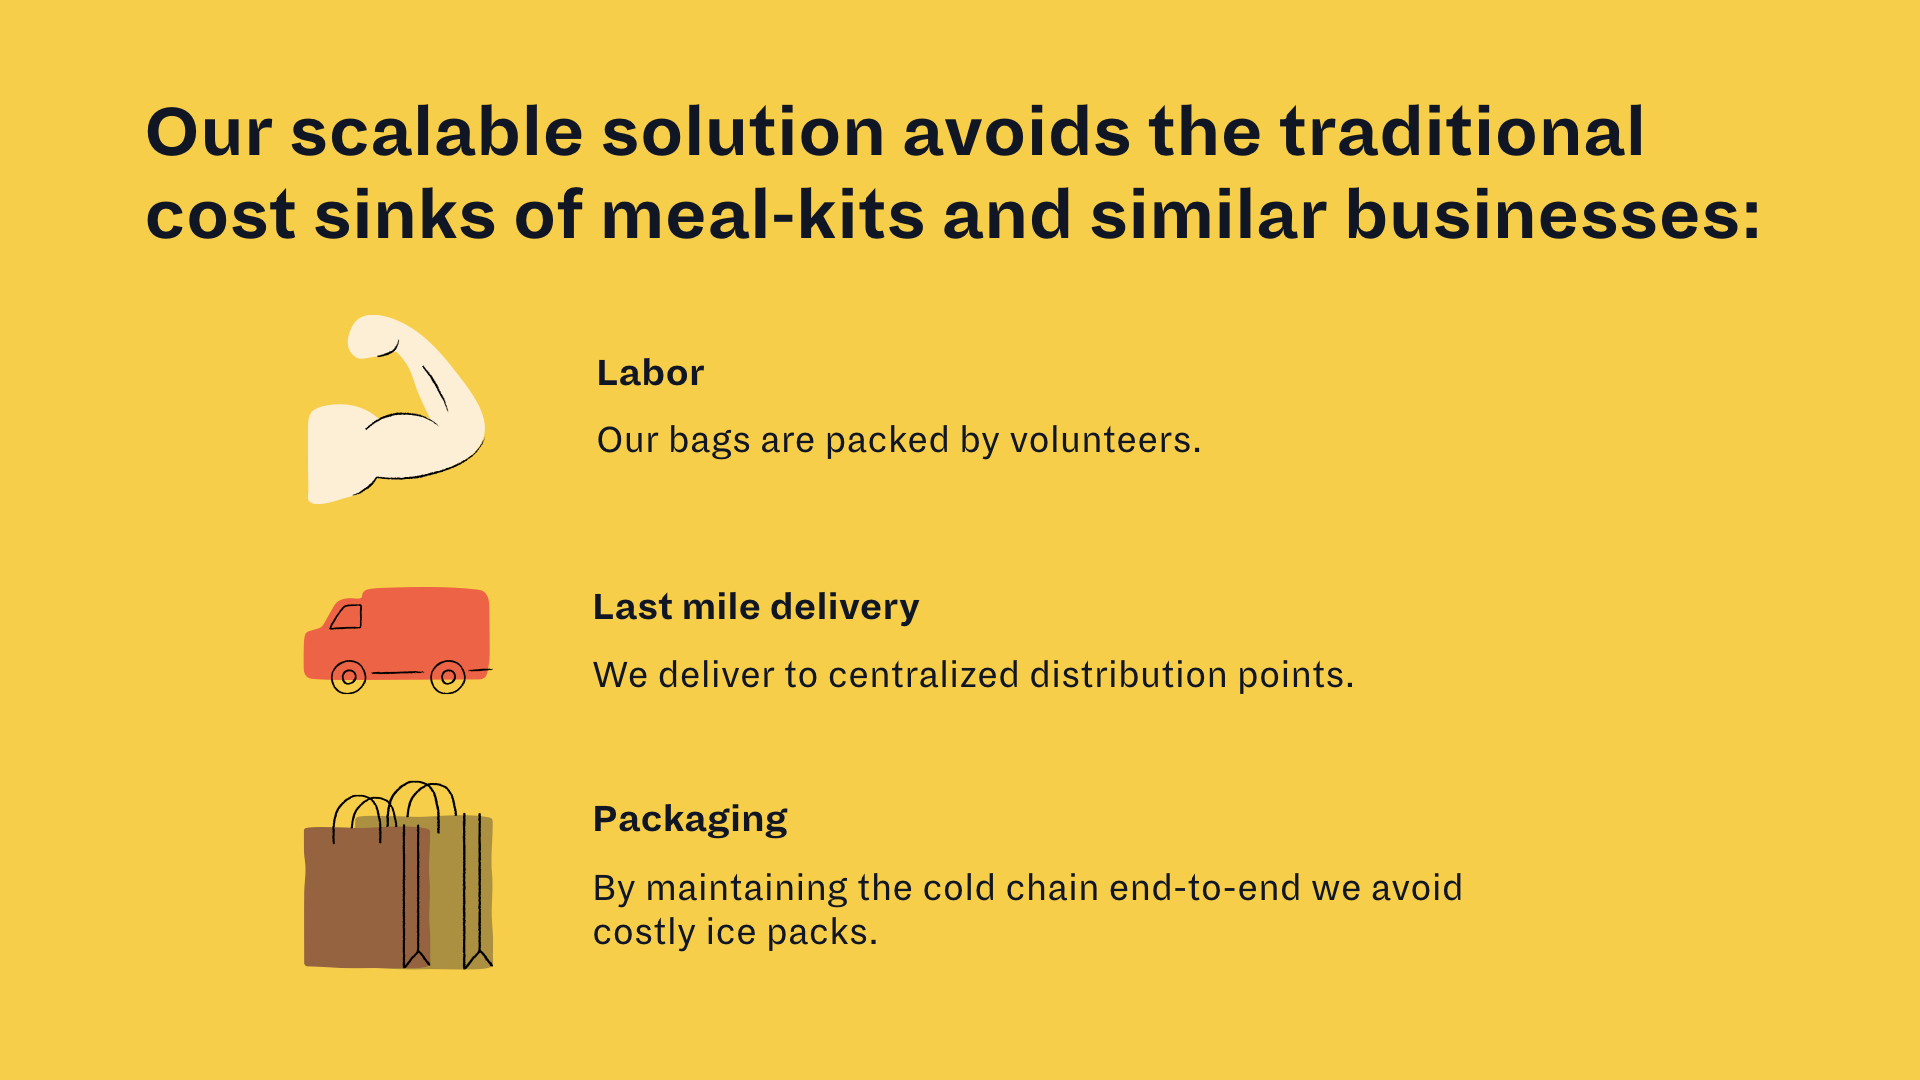 Our scalable solution avoids the traditional
cost sinks of meal-kits and similar businesses:
Labor
Our bags are packed by volunteers.
Last mile delivery
We deliver to centralized distribution points.
Packaging
By maintaining the cold chain end-to-end we avoid
costly ice packs.